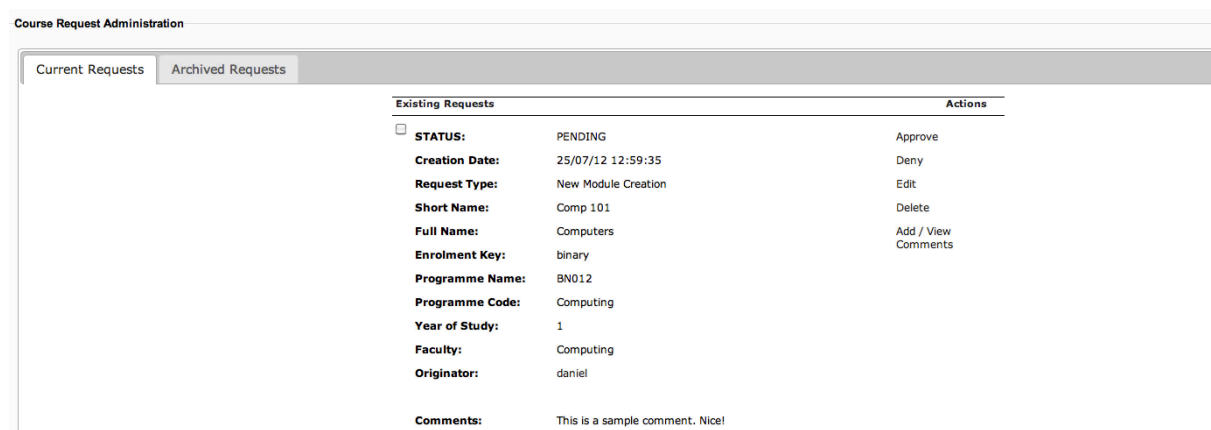 Course Request Administration
Current Requests Archived Requests
Existing Requests Actions
STATUS: PENDING Approve
Creation Date: 25/07/12 12:59:35 Deny
Request Type: New Module Creation Edit
Short Name: Comp 101 Delete
Full Name: Computers Add / View
Comments
Enrolment Key: binary
Programme Name: BN012
Programme Code: Computing
Year of Study: 1
Faculty: Computing
Originator: daniel
Comments: This is a sample comment. Nice!